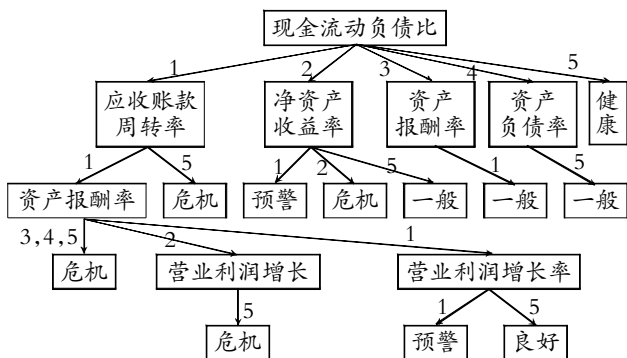 现金流动负债比
1 2 3 4 5
应收账款 净资产 资产 资产 健
周转率 收益率 报酬率 负债率 康
1 5 1 2 5 1 5
资产报酬率 危机 预警 危机 一般 一般 一般
3,4,5 2 1
危机 营业利润增长 营业利润增长率
5 1 5
危机 预警 良好